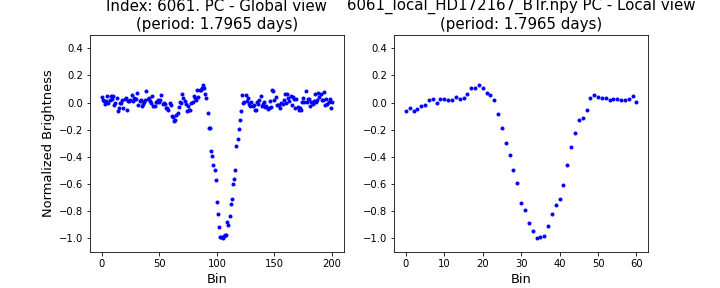 Index: 6061. PC - Global view
(period: 1.7965 days)
6061_local_HD172167_BTr.npy PC - Local view
(period: 1.7965 days)
Normalized Brightness
0.4
0.2
0.0
−0.2
−0.4
−0.6
−0.8
−1.0
0 50 100 150 200
Bin
0.4
0.2
0.0
−0.2
−0.4
−0.6
−0.8
−1.0
0 10 20 30 40 50 60
Bin